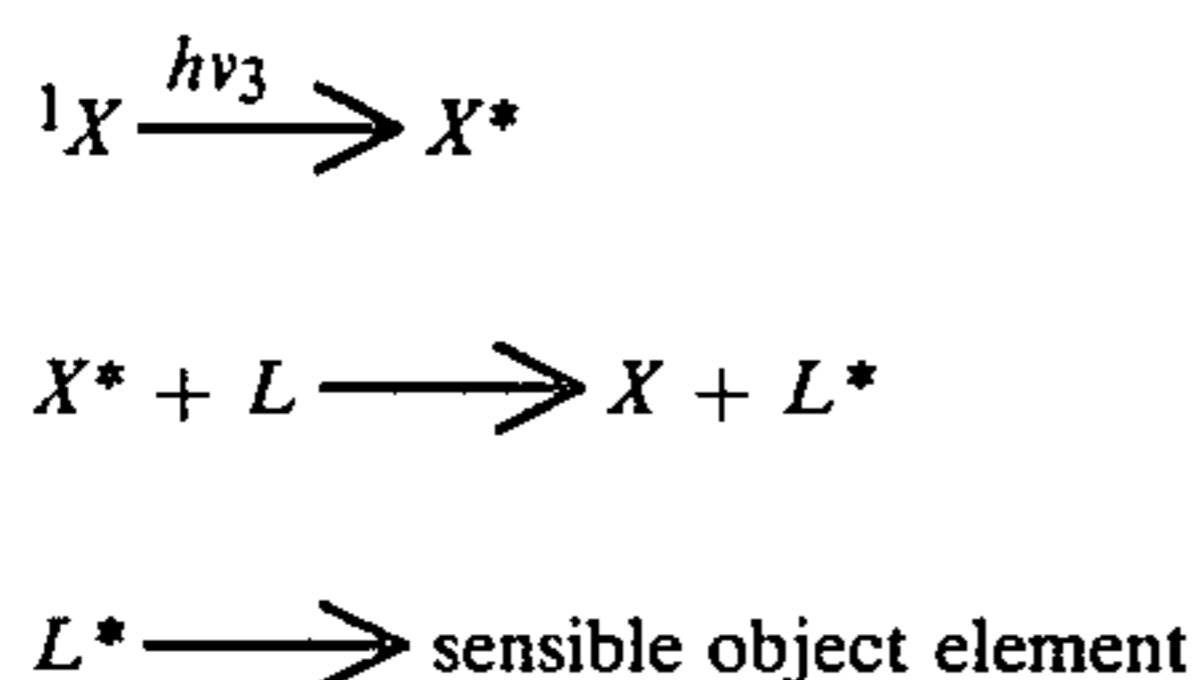 ¹X hν₃ → X*
X* + L → X + L*
L* → sensible object element